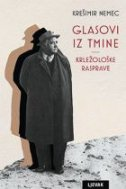 KREŠIMIR NEMEC
GLASOVI
IZ TMINE
KRLEŽOLOŠKE
RASPRAVE
LJEVAK